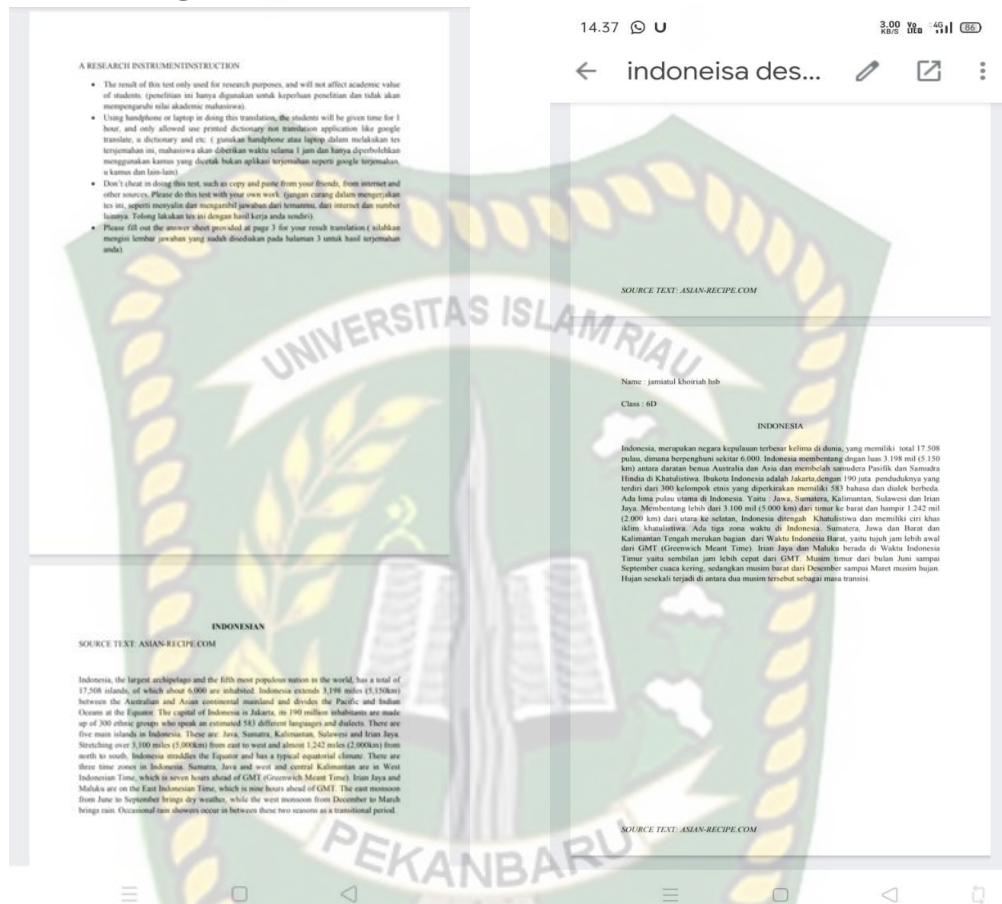 A RESEARCH INSTRUMENTINSTRUCTION
The result of this test only used for research purposes, and will not affect academic value
of students. (penelitian ini hanya digunakan untuk keperluan penelitian dan tidak akan
mempengaruhi nilai akademic mahasiswa).
Using handphone or laptop in doing this translation, the students will be given time for 1
hour, and only allowed use printed dictionary not translation application like google
translate, u dictionary and etc. ( gunakan handphone atau laptop dalam melakukan tes
terjemahan ini, mahasiswa akan diberikan waktu selama 1 jam dan hanya diperbolehkan
menggunakan kamus yang dicetak bukan aplikasi terjemahan seperti google terjemahan,
u kamus dan lain-lain).
Don't cheat in doing this test, such as copy and paste from your friends, from internet and
other sources. Please do this test with your own work. (jangan curang dalam mengerjakan
tes ini, seperti menyalin dan mengambil jawaban dari temanmu, dari internet dan sumber
lainnya. Tolong lakukan tes ini dengan hasil kerja anda sendiri).
Please fill out the answer sheet provided at page 3 for your result translation ( silahkan
mengisi lembar jawaban yang sudah disediakan pada halaman 3 untuk hasil terjemahan
anda)
INDONESIAN
SOURCE TEXT: ASIAN-RECIPE.COM
Indonesia, the largest archipelago and the fifth most populous nation in the world, has a total of
17,508 islands, of which about 6,000 are inhabited. Indonesia extends 3,198 miles (5,150km)
between the Australian and Asian continental mainland and divides the Pacific and Indian
Oceans at the Equator. The capital of Indonesia is Jakarta, its 190 million inhabitants are made
up of 300 ethnic groups who speak an estimated 583 different languages and dialects. There are
five main islands in Indonesia. These are: Java, Sumatra, Kalimantan, Sulawesi and Irian Jaya.
Stretching over 3,100 miles (5,000km) from east to west and almost 1,242 miles (2,000km) from
north to south, Indonesia straddles the Equator and has a typical equatorial climate. There are
three time zones in Indonesia. Sumatra, Java and west and central Kalimantan are in West
Indonesian Time, which is seven hours ahead of GMT (Greenwich Meant Time). Irian Jaya and
Maluku are on the East Indonesian Time, which is nine hours ahead of GMT. The east monsoon
from June to September brings dry weather, while the west monsoon from December to March
brings rain. Occasional rain showers occur in between these two seasons as a transitional period.
14.37 U 3.00 KB/S Vo LTE 4G 86
indoneisa des...
SOURCE TEXT: ASIAN-RECIPE.COM
Name : jamiatul khoiriah hsb
Class : 6D
INDONESIA
Indonesia, merupakan negara kepulauan terbesar kelima di dunia, yang memiliki total 17.508
pulau, dimana berpenghuni sekitar 6.000. Indonesia membentang dngan luas 3.198 mil (5.150
km) antara daratan benua Australia dan Asia dan membelah samudera Pasifik dan Samudra
Hindia di Khatulistiwa. Ibukota Indonesia adalah Jakarta,dengan 190 juta penduduknya yang
terdiri dari 300 kelompok etnis yang diperkirakan memiliki 583 bahasa dan dialek berbeda.
Ada lima pulau utama di Indonesia. Yaitu : Jawa, Sumatera, Kalimantan, Sulawesi dan Irian
Jaya. Membentang lebih dari 3.100 mil (5.000 km) dari timur ke barat dan hampir 1.242 mil
(2.000 km) dari utara ke selatan, Indonesia ditengah Khatulistiwa dan memiliki ciri khas
iklim khatulistiwa. Ada tiga zona waktu di Indonesia. Sumatera, Jawa dan Barat dan
Kalimantan Tengah merukan bagian dari Waktu Indonesia Barat, yaitu tujuh jam lebih awal
dari GMT (Greenwich Meant Time). Irian Jaya dan Maluku berada di Waktu Indonesia
Timur yaitu sembilan jam lebih cepat dari GMT. Musim timur dari bulan Juni sampai
September cuaca kering, sedangkan musim barat dari Desember sampai Maret musim hujan.
Hujan sesekali terjadi di antara dua musim tersebut sebagai masa transisi.
SOURCE TEXT: ASIAN-RECIPE.COM
UNIVERSITAS ISLAM RIAU
PEKANBARU